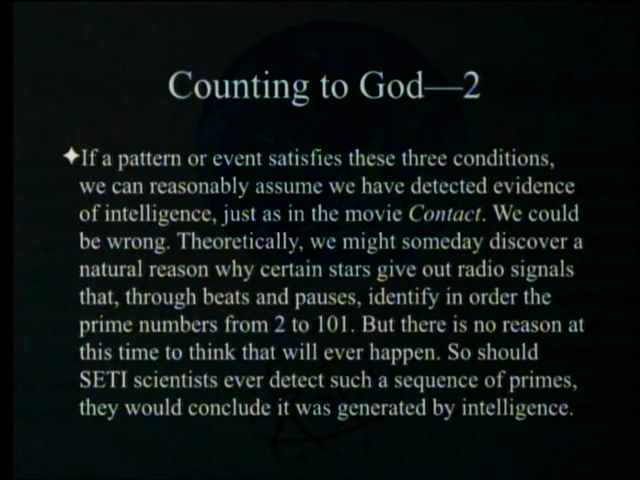 Counting to God—2
✦If a pattern or event satisfies these three conditions,
we can reasonably assume we have detected evidence
of intelligence, just as in the movie Contact. We could
be wrong. Theoretically, we might someday discover a
natural reason why certain stars give out radio signals
that, through beats and pauses, identify in order the
prime numbers from 2 to 101. But there is no reason at
this time to think that will ever happen. So should
SETI scientists ever detect such a sequence of primes,
they would conclude it was generated by intelligence.